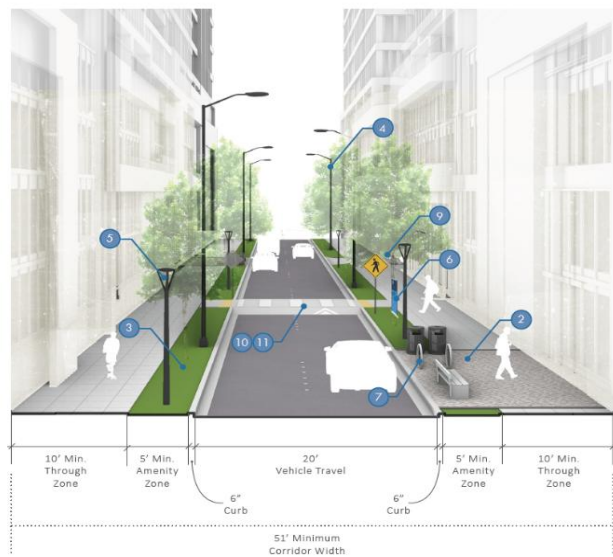 4
5
9
6
3
2
10 11
7
10' Min.
Through
Zone
5' Min.
Amenity
Zone
20'
Vehicle Travel
5' Min.
Amenity
Zone
10' Min.
Through
Zone
6"
Curb
6"
Curb
51' Minimum
Corridor Width